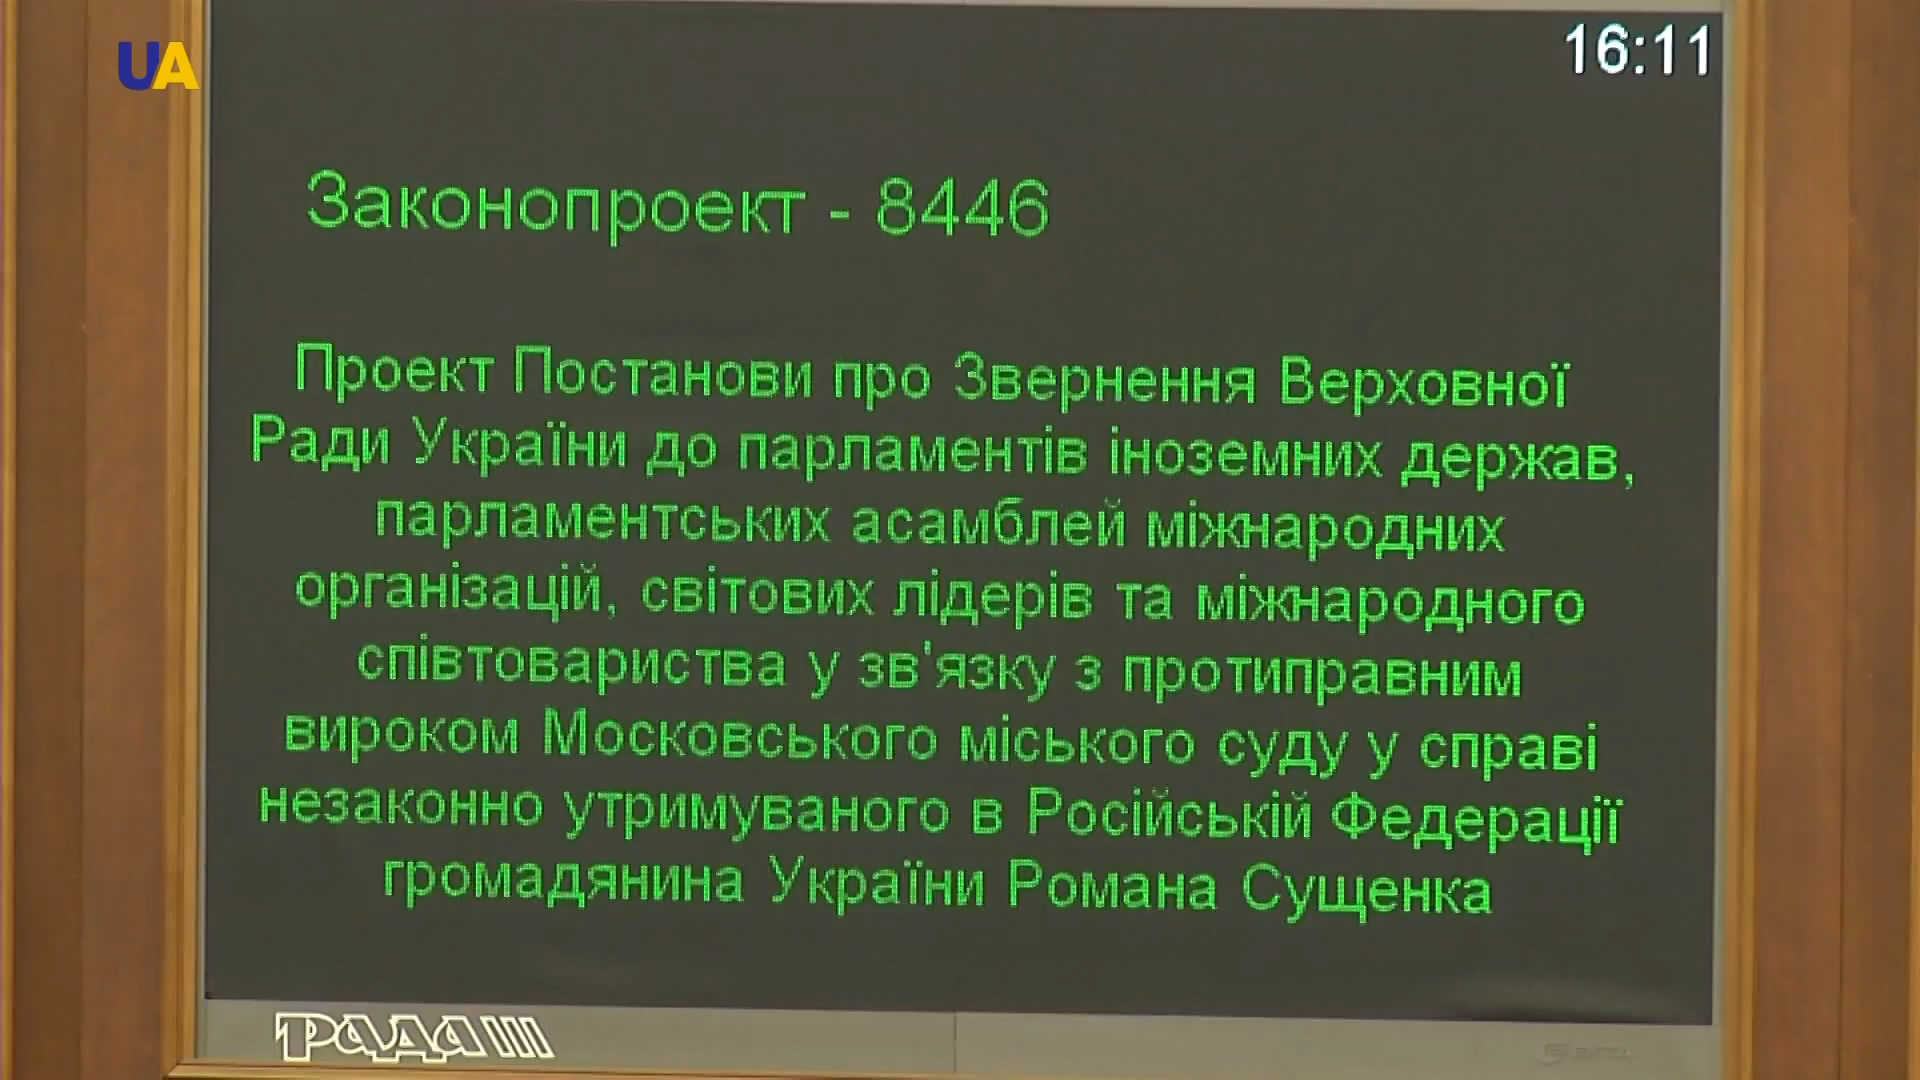 UA
16:11
Законопроект - 8446
Проект Постанови про Звернення Верховної
Ради України до парламентів іноземних держав,
парламентських асамблей міжнародних
організацій, світових лідерів та міжнародного
співтовариства у зв'язку з протиправним
вироком Московського міського суду у справі
незаконно утримуваного в Російській Федерації
громадянина України Романа Сущенка
РАДА III